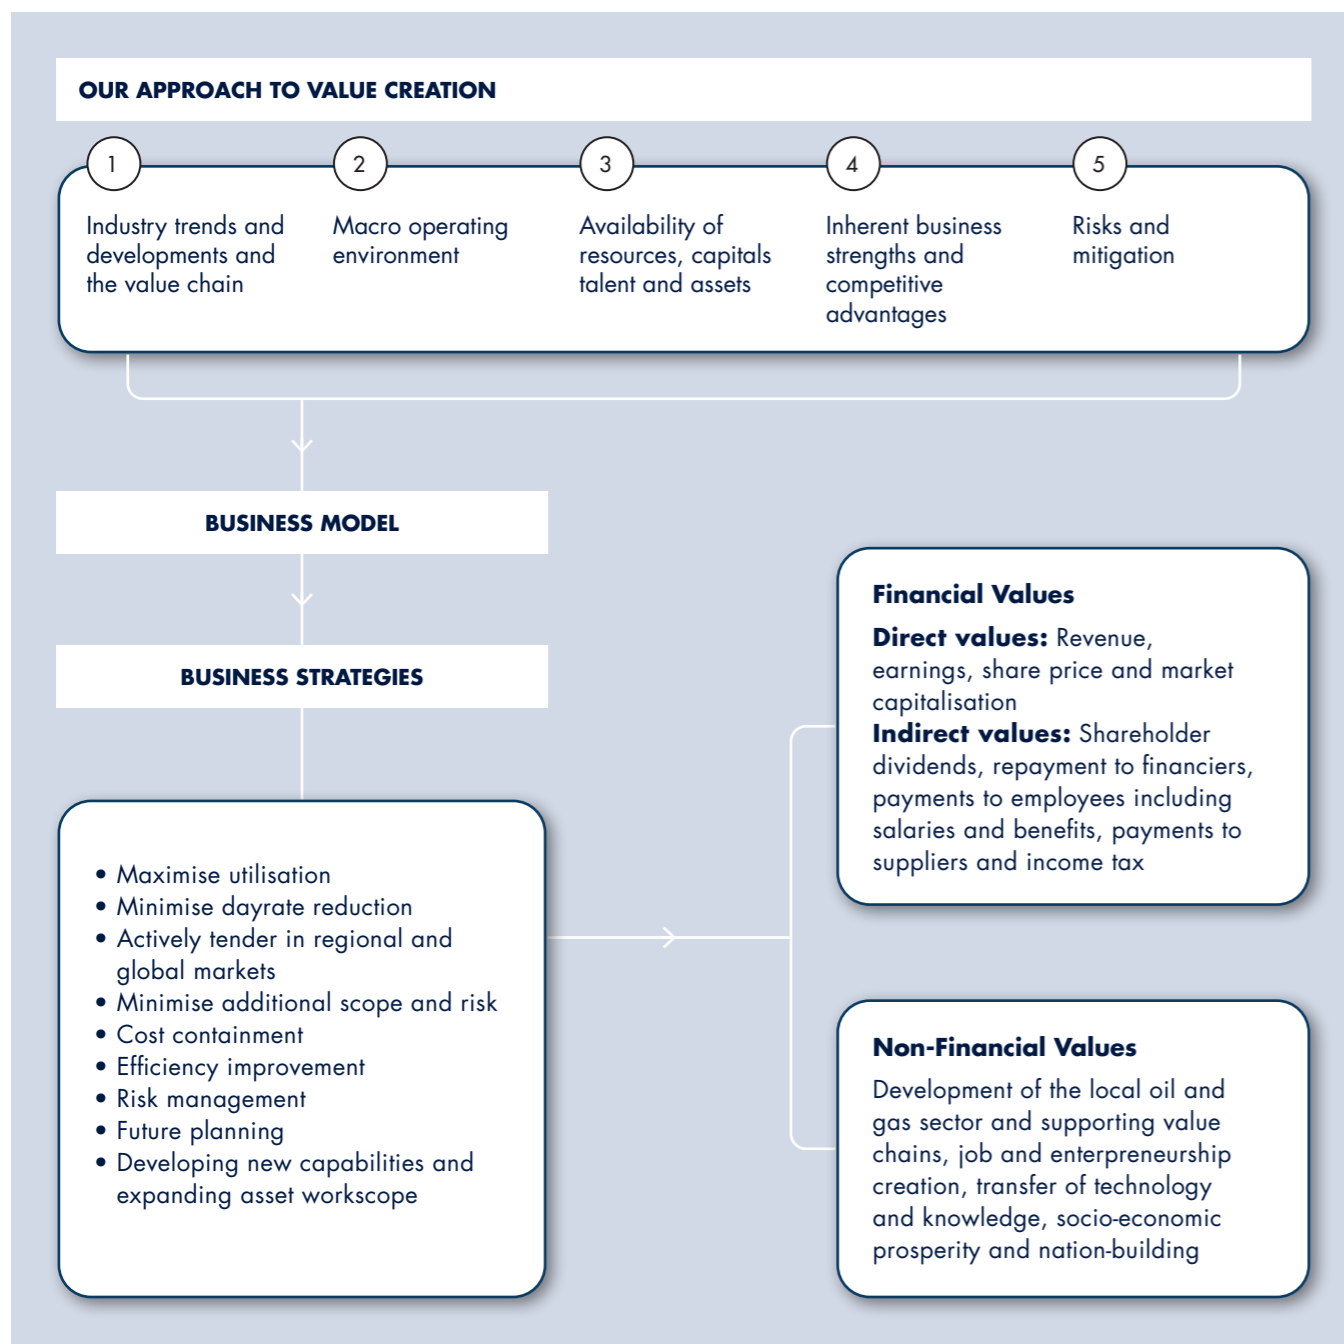 OUR APPROACH TO VALUE CREATION
1
Industry trends and
developments and
the value chain
2
Macro operating
environment
3
Availability of
resources, capitals
talent and assets
4
Inherent business
strengths and
competitive
advantages
5
Risks and
mitigation
BUSINESS MODEL
BUSINESS STRATEGIES
• Maximise utilisation
• Minimise dayrate reduction
• Actively tender in regional and
global markets
• Minimise additional scope and risk
• Cost containment
• Efficiency improvement
• Risk management
• Future planning
• Developing new capabilities and
expanding asset workscope
Financial Values
Direct values: Revenue,
earnings, share price and market
capitalisation
Indirect values: Shareholder
dividends, repayment to financiers,
payments to employees including
salaries and benefits, payments to
suppliers and income tax
Non-Financial Values
Development of the local oil and
gas sector and supporting value
chains, job and enterpreneurship
creation, transfer of technology
and knowledge, socio-economic
prosperity and nation-building